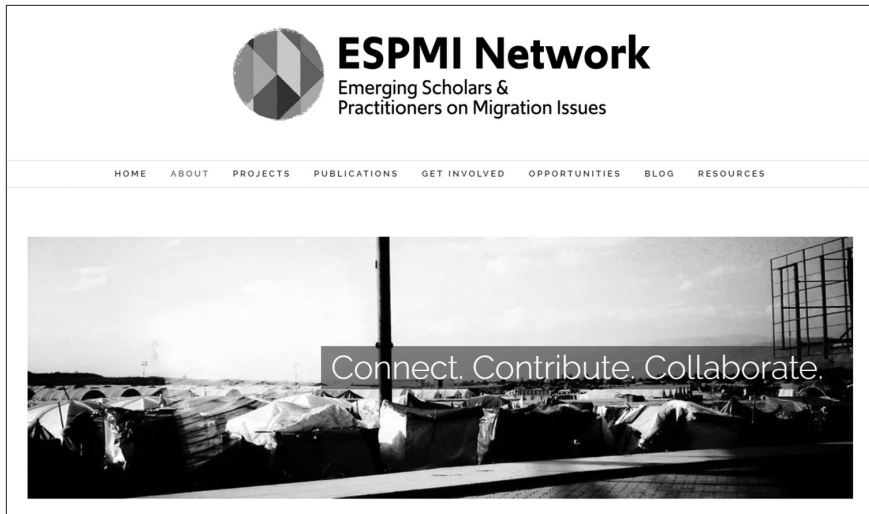 ESPMI Network
Emerging Scholars &
Practitioners on Migration Issues
HOME ABOUT PROJECTS PUBLICATIONS GET INVOLVED OPPORTUNITIES BLOG RESOURCES
Connect. Contribute. Collaborate.